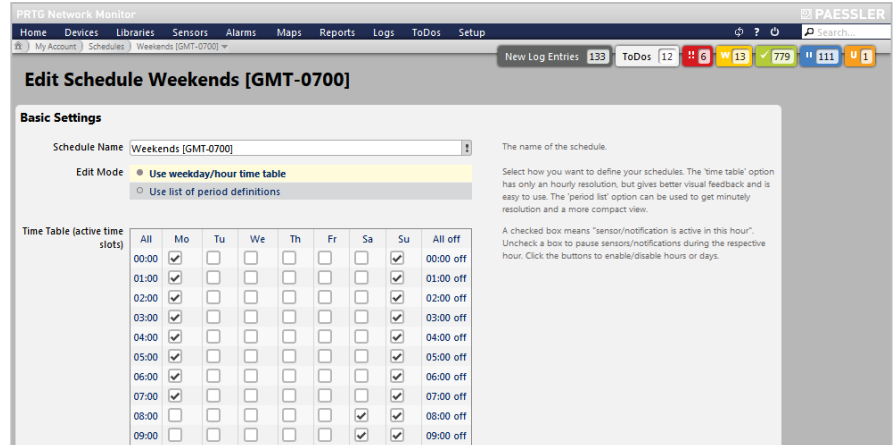 PRTG Network Monitor
PAESSLER
Home Devices Libraries Sensors Alarms Maps Reports Logs ToDos Setup ? Search...
My Account Schedules Weekends [GMT-0700]
New Log Entries 133 ToDos 12 !! 6 W 13 779 111 U 1
Edit Schedule Weekends [GMT-0700]
Basic Settings
Schedule Name Weekends [GMT-0700]
The name of the schedule.
Edit Mode Use weekday/hour time table
Use list of period definitions
Select how you want to define your schedules. The 'time table' option
has only an hourly resolution, but gives better visual feedback and is
easy to use. The 'period list' option can be used to get minutely
resolution and a more compact view.
Time Table (active time
slots)
A checked box means "sensor/notification is active in this hour".
Uncheck a box to pause sensors/notifications during the respective
hour. Click the buttons to enable/disable hours or days.
All Mo Tu We Th Fr Sa Su All off
00:00 00:00 off
01:00 01:00 off
02:00 02:00 off
03:00 03:00 off
04:00 04:00 off
05:00 05:00 off
06:00 06:00 off
07:00 07:00 off
08:00 08:00 off
09:00 09:00 off